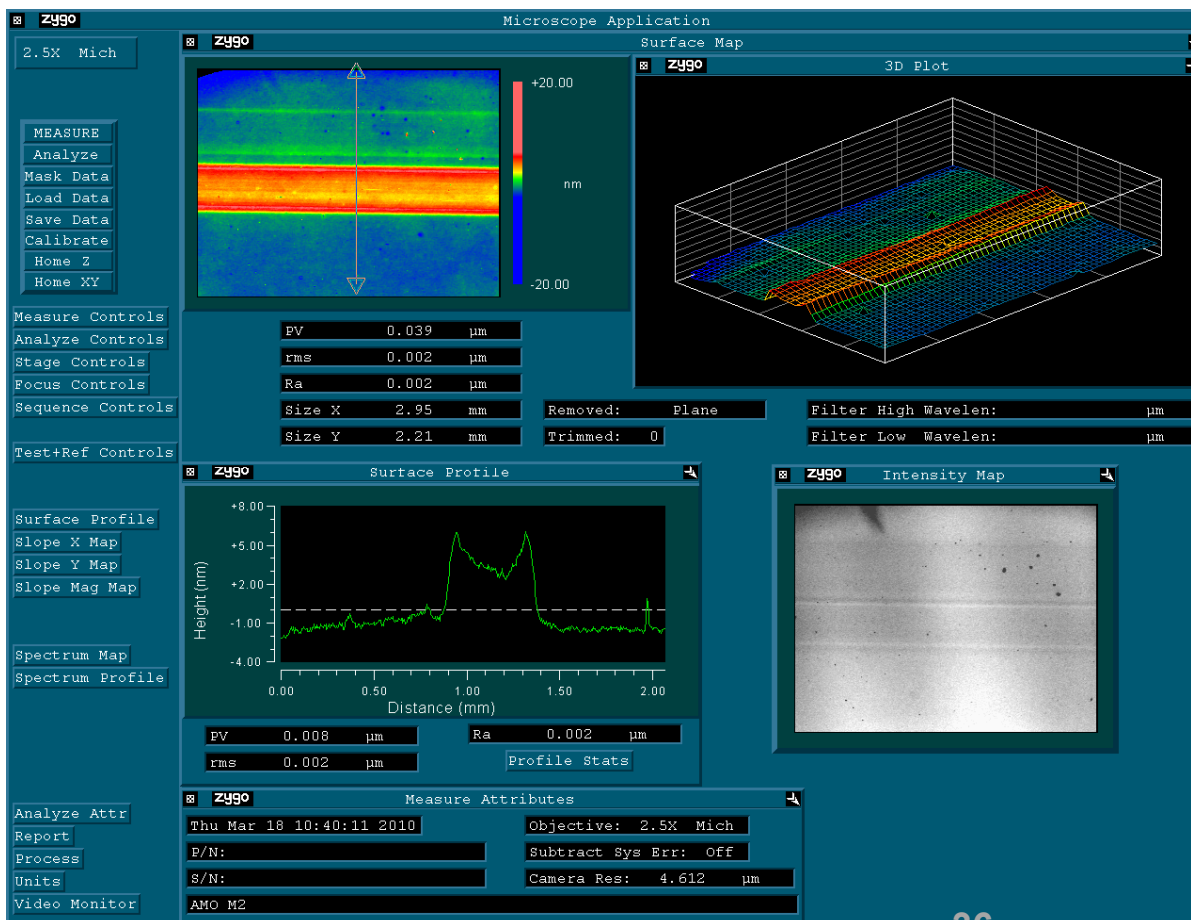 zygo Microscope Application
2.5X Mich
MEASURE
Analyze
Mask Data
Load Data
Save Data
Calibrate
Home Z
Home XY
Measure Controls
Analyze Controls
Stage Controls
Focus Controls
Sequence Controls
Test+Ref Controls
Surface Profile
Slope X Map
Slope Y Map
Slope Mag Map
Spectrum Map
Spectrum Profile
Analyze Attr
Report
Process
Units
Video Monitor
zygo Surface Map
+20.00
nm
-20.00
zygo 3D Plot
PV 0.039 µm
rms 0.002 µm
Ra 0.002 µm
Size X 2.95 mm
Size Y 2.21 mm
Removed: Plane
Trimmed: 0
Filter High Wavelen: µm
Filter Low Wavelen: µm
zygo Surface Profile
+8.00
+5.00
+2.00
-1.00
-4.00
Height (nm)
0.00 0.50 1.00 1.50 2.00
Distance (mm)
PV 0.008 µm
rms 0.002 µm
Ra 0.002 µm
Profile Stats
zygo Intensity Map
zygo Measure Attributes
Thu Mar 18 10:40:11 2010
P/N:
S/N:
AMO M2
Objective: 2.5X Mich
Subtract Sys Err: Off
Camera Res: 4.612 µm